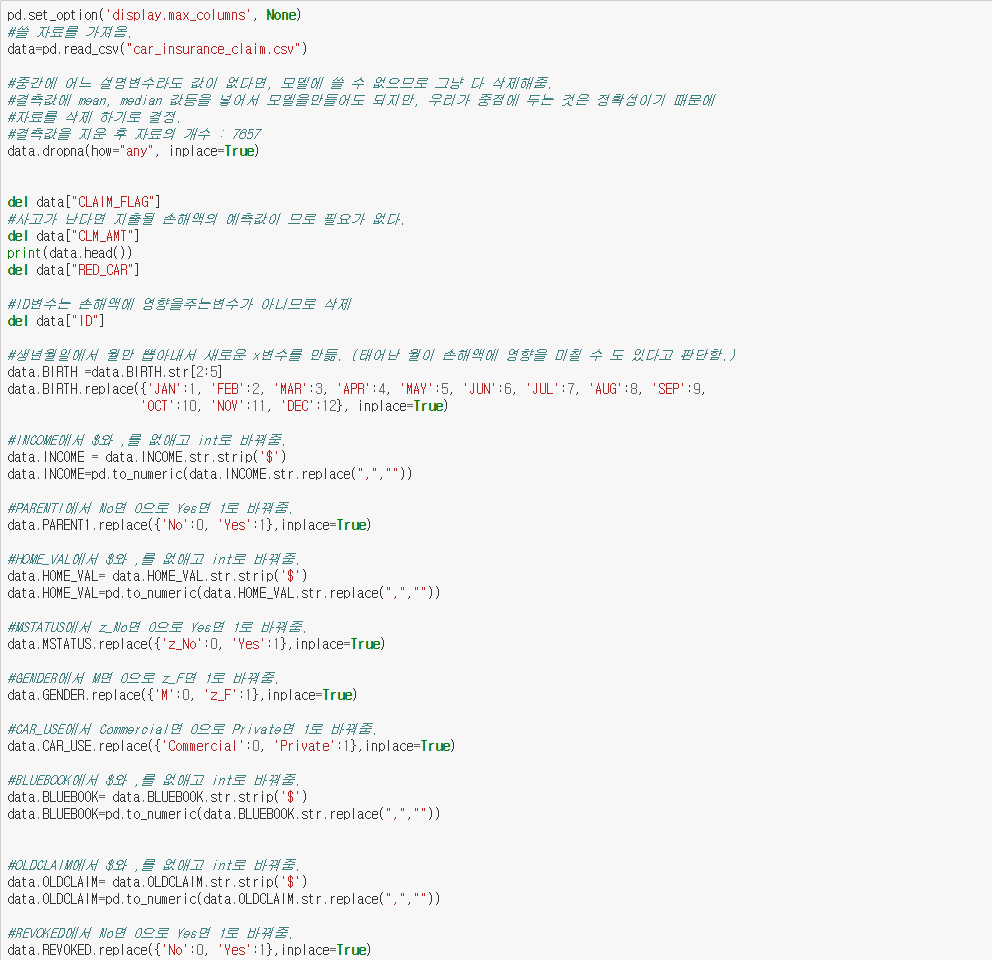 pd.set_option('display.max_columns', None)
#쓸 자료를 가져옴.
data=pd.read_csv("car_insurance_claim.csv")
#중간에 어느 설명변수라도 값이 없다면, 모델에 쓸 수 없으므로 그냥 다 삭제해줌.
#결측값에 mean, median 값등을 넣어서 모델을만들어도 되지만, 우리가 중점에 두는 것은 정확성이기 때문에
#자료를 삭제 하기로 결정.
#결측값을 지운 후 자료의 개수 : 7657
data.dropna(how="any", inplace=True)
del data["CLAIM_FLAG"]
#사고가 난다면 지출될 손해액의 예측값이 므로 필요가 없다.
del data["CLM_AMT"]
print(data.head())
del data["RED_CAR"]
#ID변수는 손해액에 영향을주는변수가 아니므로 삭제
del data["ID"]
#생년월일에서 월만 뽑아내서 새로운 x변수를 만듦. (태어난 월이 손해액에 영향을 미칠 수 도 있다고 판단함.)
data.BIRTH =data.BIRTH.str[2:5]
data.BIRTH.replace({'JAN':1, 'FEB':2, 'MAR':3, 'APR':4, 'MAY':5, 'JUN':6, 'JUL':7, 'AUG':8, 'SEP':9,
'OCT':10, 'NOV':11, 'DEC':12}, inplace=True)
#INCOME에서 $와 ,를 없애고 int로 바꿔줌.
data.INCOME = data.INCOME.str.strip('$')
data.INCOME=pd.to_numeric(data.INCOME.str.replace(",",""))
#PARENT1에서 No면 0으로 Yes면 1로 바꿔줌.
data.PARENT1.replace({'No':0, 'Yes':1},inplace=True)
#HOME_VAL에서 $와 ,를 없애고 int로 바꿔줌.
data.HOME_VAL= data.HOME_VAL.str.strip('$')
data.HOME_VAL=pd.to_numeric(data.HOME_VAL.str.replace(",",""))
#MSTATUS에서 z_No면 0으로 Yes면 1로 바꿔줌.
data.MSTATUS.replace({'z_No':0, 'Yes':1},inplace=True)
#GENDER에서 M면 0으로 z_F면 1로 바꿔줌.
data.GENDER.replace({'M':0, 'z_F':1},inplace=True)
#CAR_USE에서 Commercial면 0으로 Private면 1로 바꿔줌.
data.CAR_USE.replace({'Commercial':0, 'Private':1},inplace=True)
#BLUEBOOK에서 $와 ,를 없애고 int로 바꿔줌.
data.BLUEBOOK= data.BLUEBOOK.str.strip('$')
data.BLUEBOOK=pd.to_numeric(data.BLUEBOOK.str.replace(",",""))
#OLDCLAIM에서 $와 ,를 없애고 int로 바꿔줌.
data.OLDCLAIM= data.OLDCLAIM.str.strip('$')
data.OLDCLAIM=pd.to_numeric(data.OLDCLAIM.str.replace(",",""))
#REVOKED에서 No면 0으로 Yes면 1로 바꿔줌.
data.REVOKED.replace({'No':0, 'Yes':1},inplace=True)